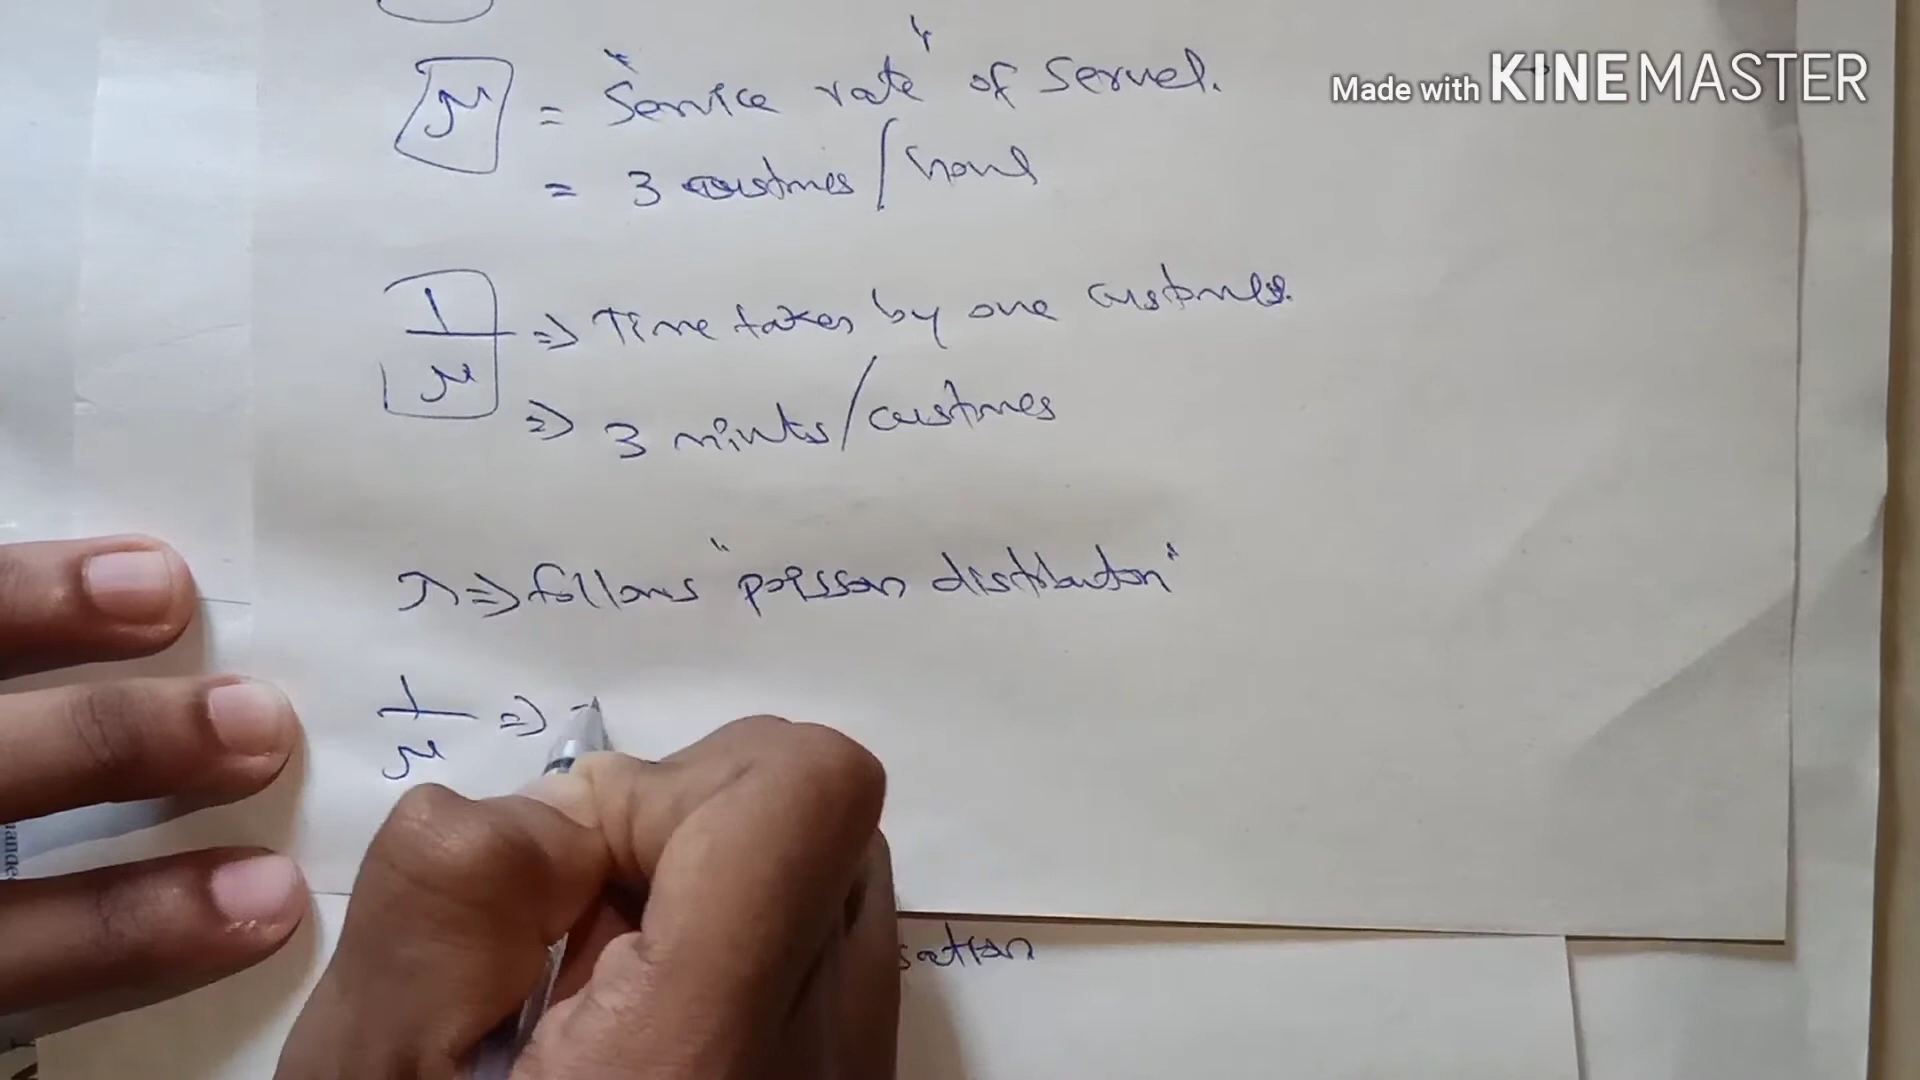 Made with KINEMASTER
μ = "Service rate" of server.
= 3 customers/hour
1/μ ⇒ Time taken by one customer.
⇒ 3 minutes/customer
λ ⇒ follows "poisson distribution"
1/μ ⇒